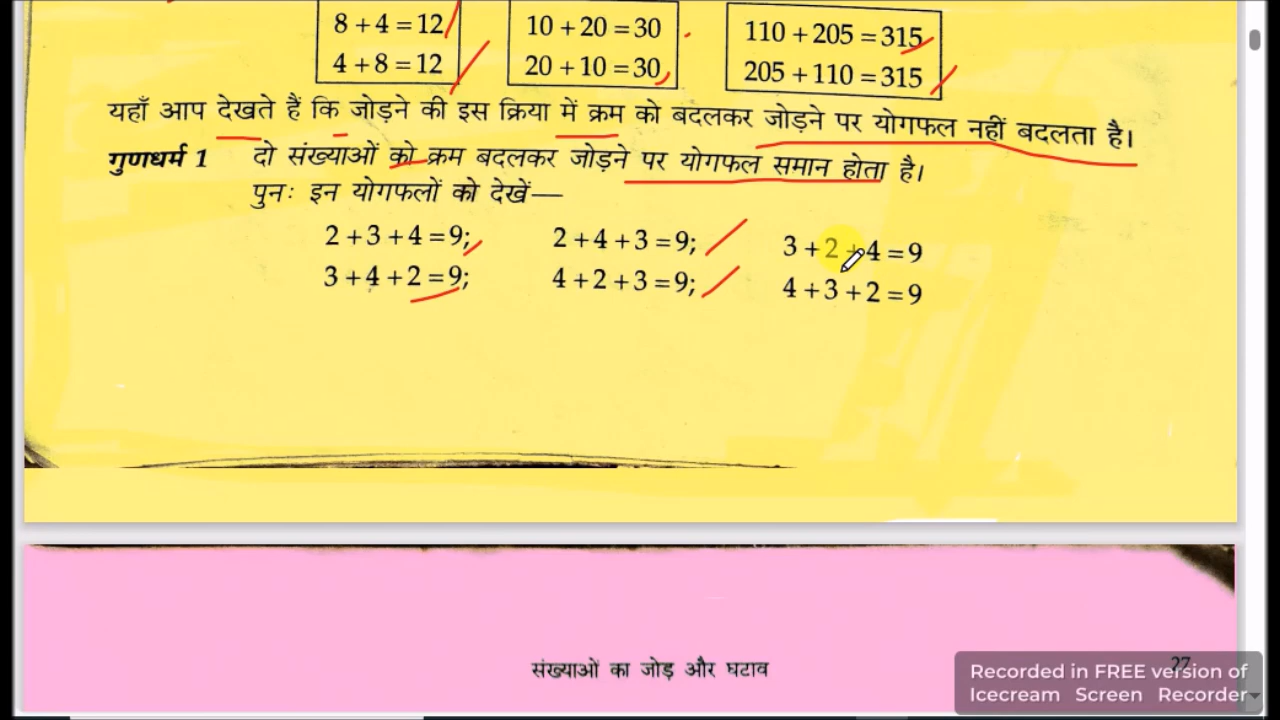 8 + 4 = 12 10 + 20 = 30 110 + 205 = 315
4 + 8 = 12 20 + 10 = 30 205 + 110 = 315
यहाँ आप देखते हैं कि जोड़ने की इस क्रिया में क्रम को बदलकर जोड़ने पर योगफल नहीं बदलता है।
गुणधर्म 1 दो संख्याओं को क्रम बदलकर जोड़ने पर योगफल समान होता है।
पुनः इन योगफलों को देखें—
2 + 3 + 4 = 9; 2 + 4 + 3 = 9; 3 + 2 + 4 = 9
3 + 4 + 2 = 9; 4 + 2 + 3 = 9; 4 + 3 + 2 = 9
संख्याओं का जोड़ और घटाव 27
Recorded in FREE version of
Icecream Screen Recorder